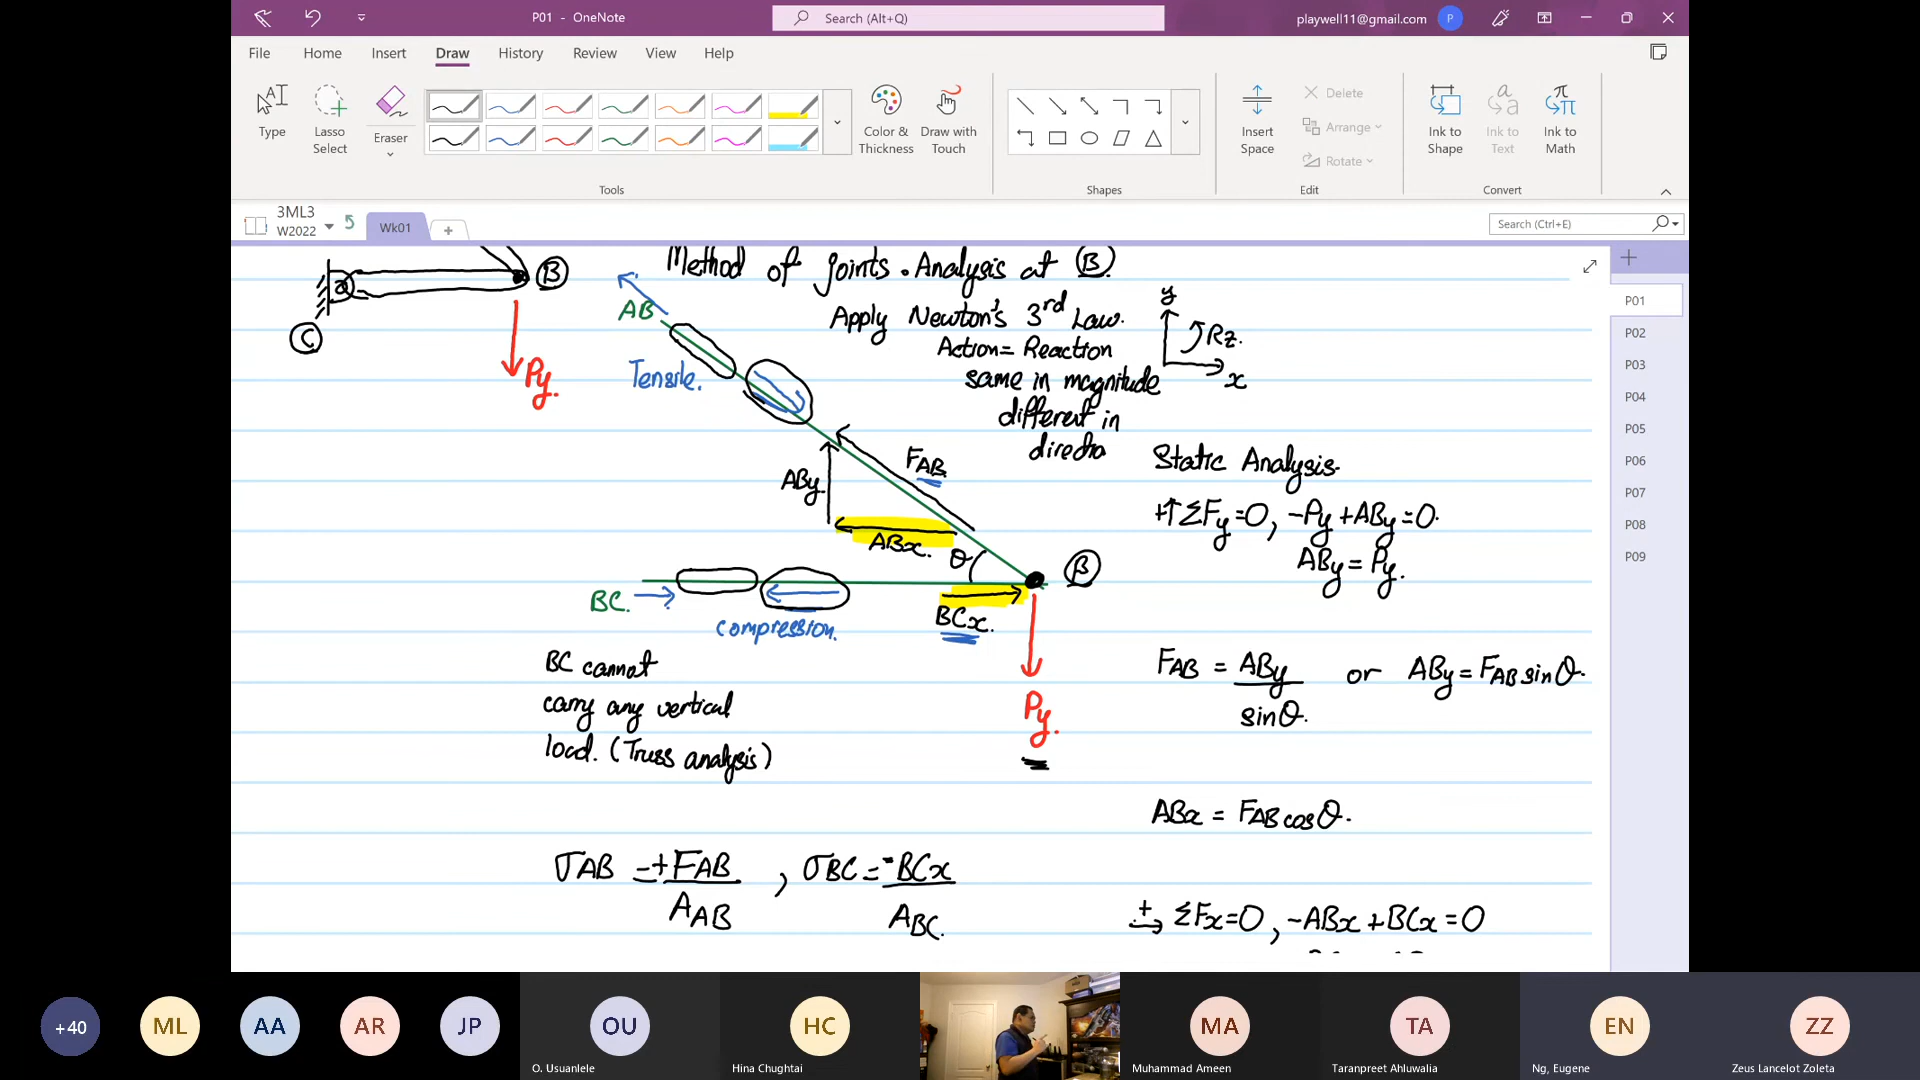 P01 - OneNote
Search (Alt+Q)
playwell11@gmail.com
P
File Home Insert Draw History Review View Help
Type
Lasso Select
Eraser
Color & Thickness
Draw with Touch
Insert Space
Delete
Arrange
Rotate
Ink to Shape
Ink to Text
Ink to Math
Tools
Shapes
Edit
Convert
3ML3
W2022
Wk01
Search (Ctrl+E)
P01
P02
P03
P04
P05
P06
P07
P08
P09
Method of joints. Analysis at B
Apply Newton's 3rd Law.
Action = Reaction
same in magnitude
different in
directio
y
Rz.
x
B
C
Py.
AB
Tensile.
ABy.
FAB
ABx.
θ
B
BC.
compression.
BCx.
Py.
BC cannot
carry any vertical
load. (Truss analysis)
Static Analysis.
+↑ ΣFy=0, -Py +ABy=0.
ABy = Py.
FAB = ABy / sinθ. or ABy = FAB sinθ.
ABx = FAB cosθ.
σAB = +FAB / AAB , σBC = -BCx / ABC.
+→ ΣFx=0, -ABx +BCx = 0
+40
ML
AA
AR
JP
OU
O. Usuanlele
HC
Hina Chughtai
MA
Muhammad Ameen
TA
Taranpreet Ahluwalia
EN
Ng, Eugene
ZZ
Zeus Lancelot Zoleta